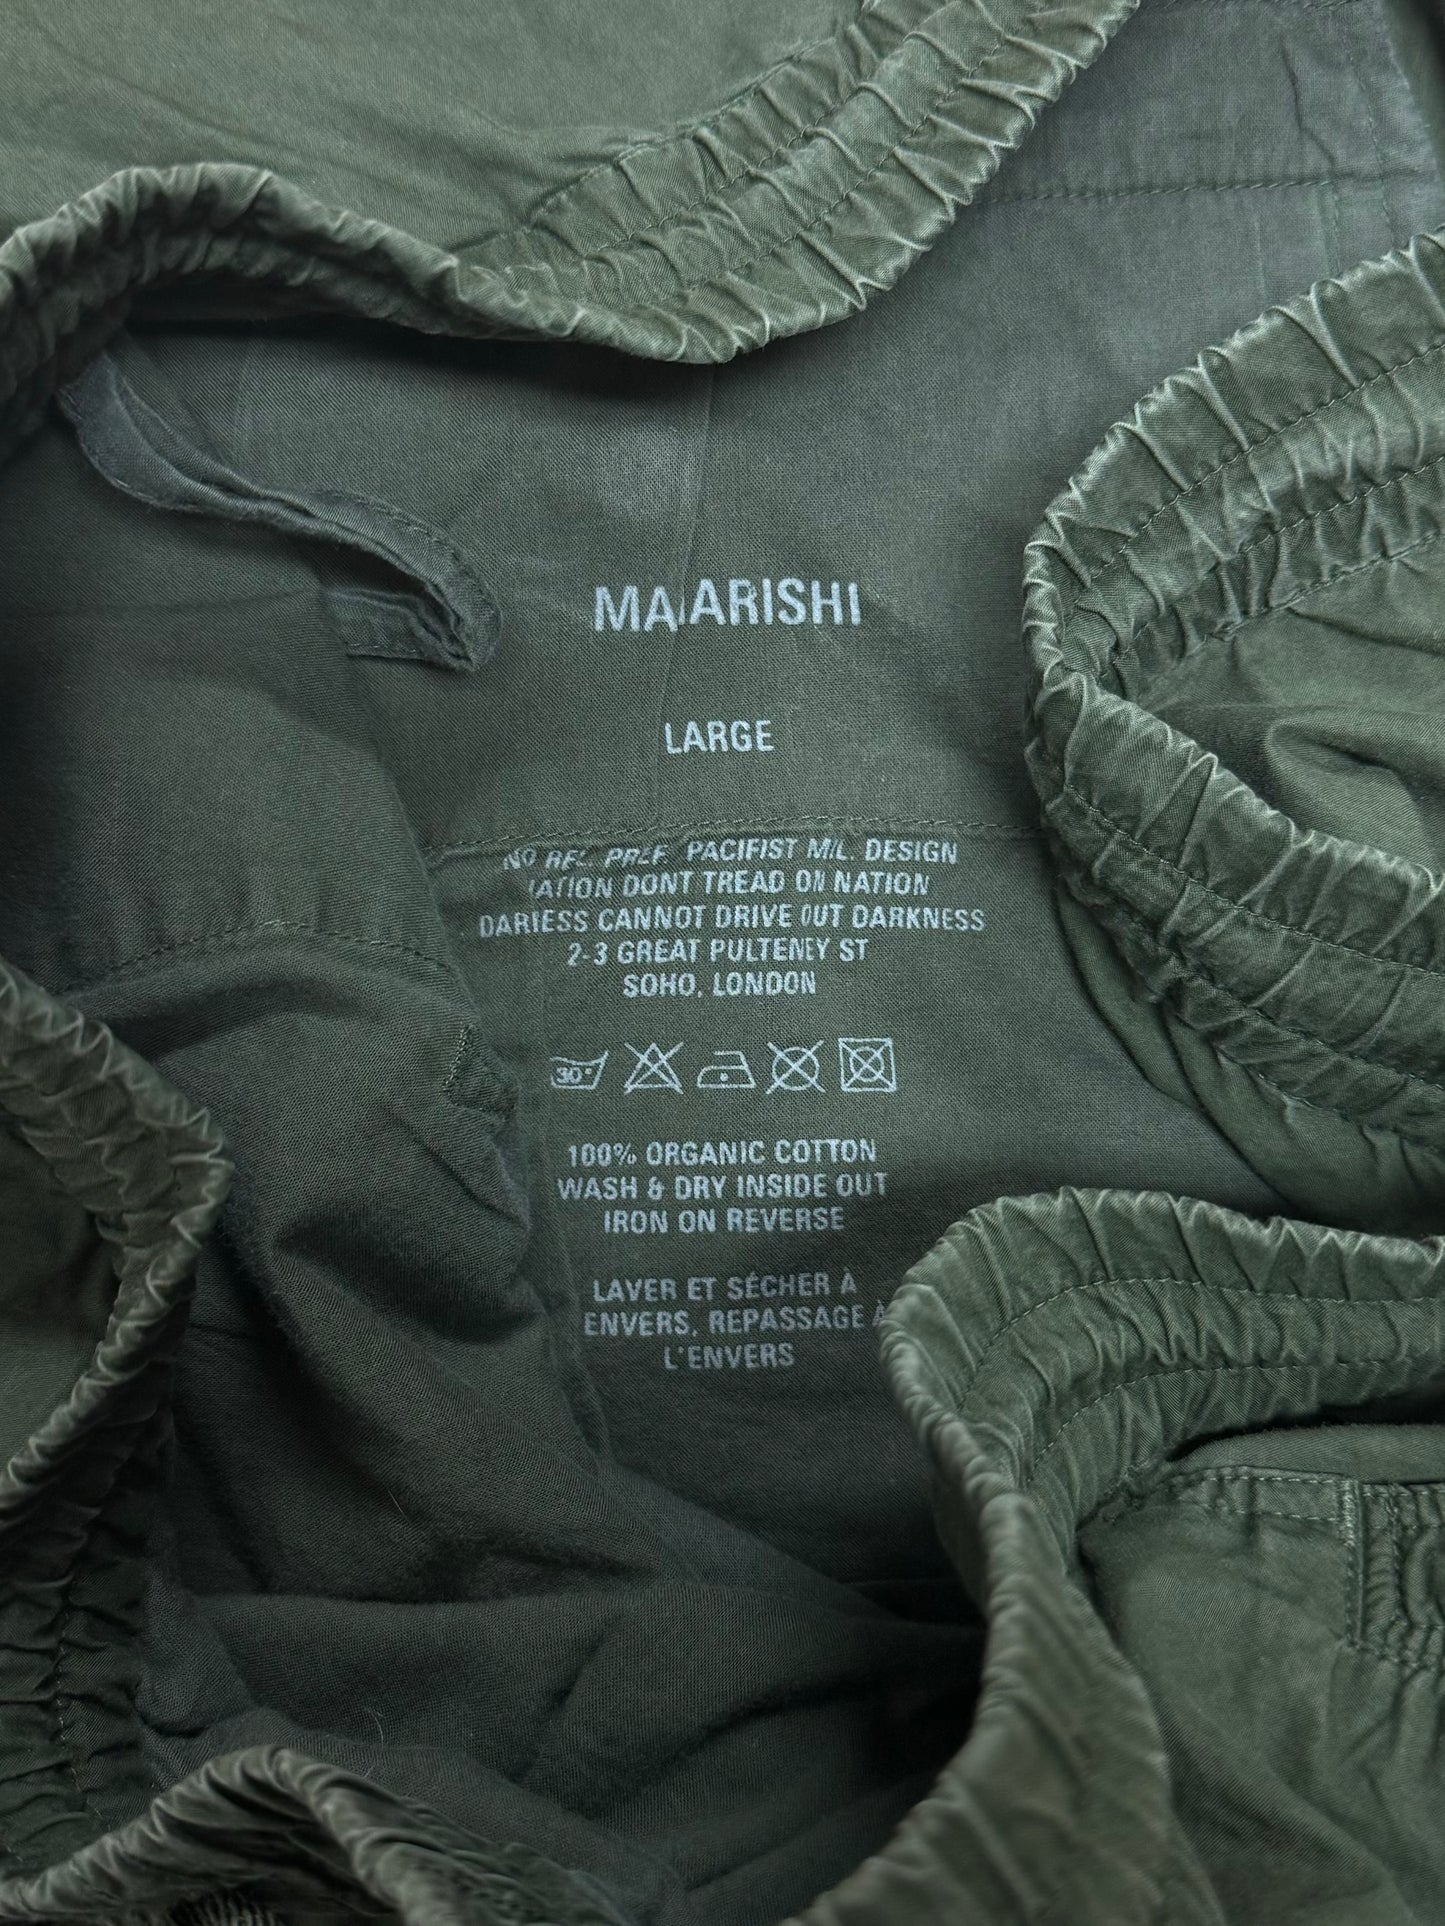 MAHARISHI
LARGE
NO REF. PREF. PACIFIST MIL. DESIGN
NATION DONT TREAD ON NATION
DARKNESS CANNOT DRIVE OUT DARKNESS
2-3 GREAT PULTENEY ST
SOHO, LONDON
30°
100% ORGANIC COTTON
WASH & DRY INSIDE OUT
IRON ON REVERSE
LAVER ET SÉCHER À
ENVERS, REPASSAGE À
L'ENVERS